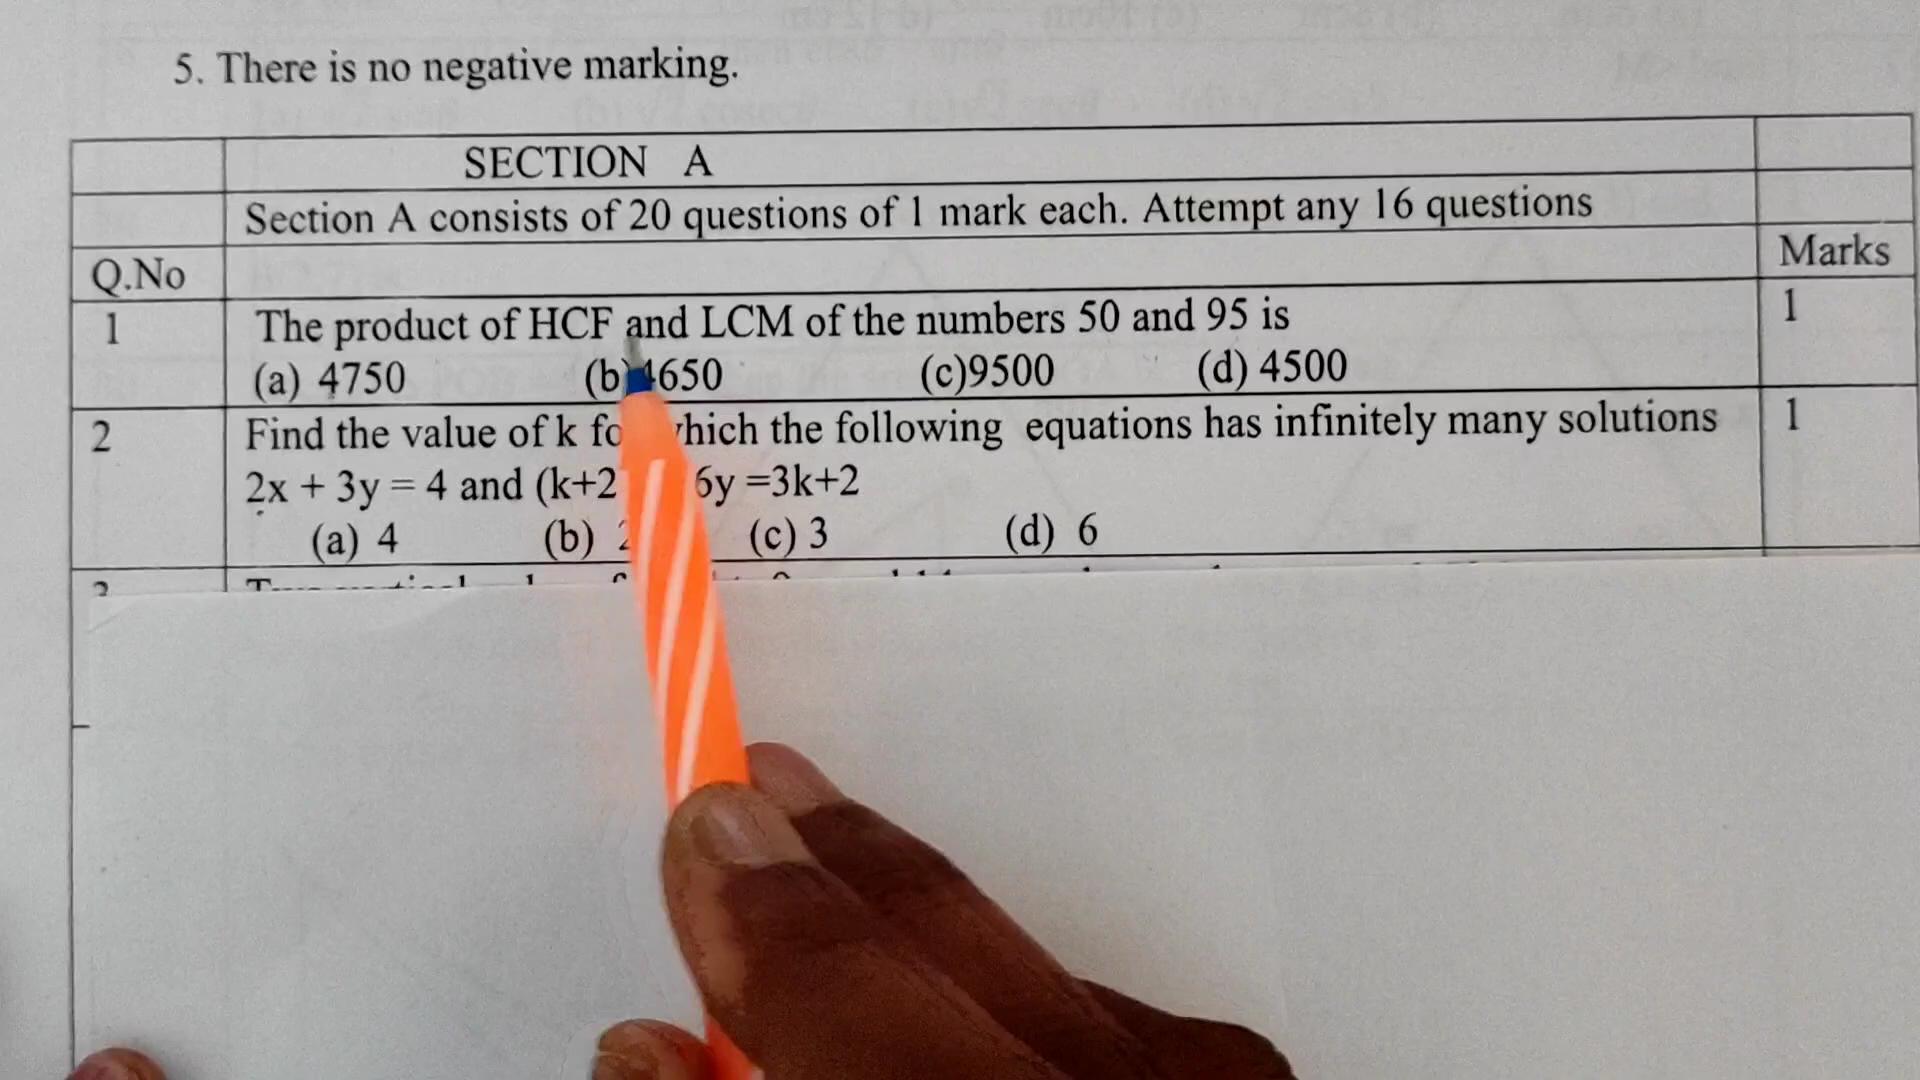 5. There is no negative marking.
SECTION A
Section A consists of 20 questions of 1 mark each. Attempt any 16 questions
Q.No Marks
1 The product of HCF and LCM of the numbers 50 and 95 is 1
(a) 4750 (b) 4650 (c)9500 (d) 4500
2 Find the value of k which the following equations has infinitely many solutions 1
2x + 3y = 4 and (k+2 6y =3k+2
(a) 4 (b) (c) 3 (d) 6